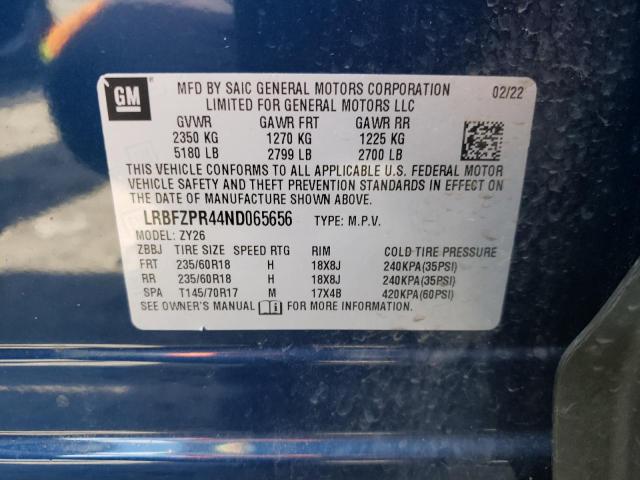 GM
MFD BY SAIC GENERAL MOTORS CORPORATION 02/22
LIMITED FOR GENERAL MOTORS LLC
GVWR GAWR FRT GAWR RR
2350 KG 1270 KG 1225 KG
5180 LB 2799 LB 2700 LB
THIS VEHICLE CONFORMS TO ALL APPLICABLE U.S. FEDERAL MOTOR
VEHICLE SAFETY AND THEFT PREVENTION STANDARDS IN EFFECT ON
THE DATE OF MANUFACTURE SHOWN ABOVE.
LRBFZPR44ND065656 TYPE: M.P.V.
MODEL: ZY26
ZBBJ TIRE SIZE SPEED RTG RIM COLD TIRE PRESSURE
FRT 235/60R18 H 18X8J 240KPA(35PSI)
RR 235/60R18 H 18X8J 240KPA(35PSI)
SPA T145/70R17 M 17X4B 420KPA(60PSI)
SEE OWNER'S MANUAL FOR MORE INFORMATION.